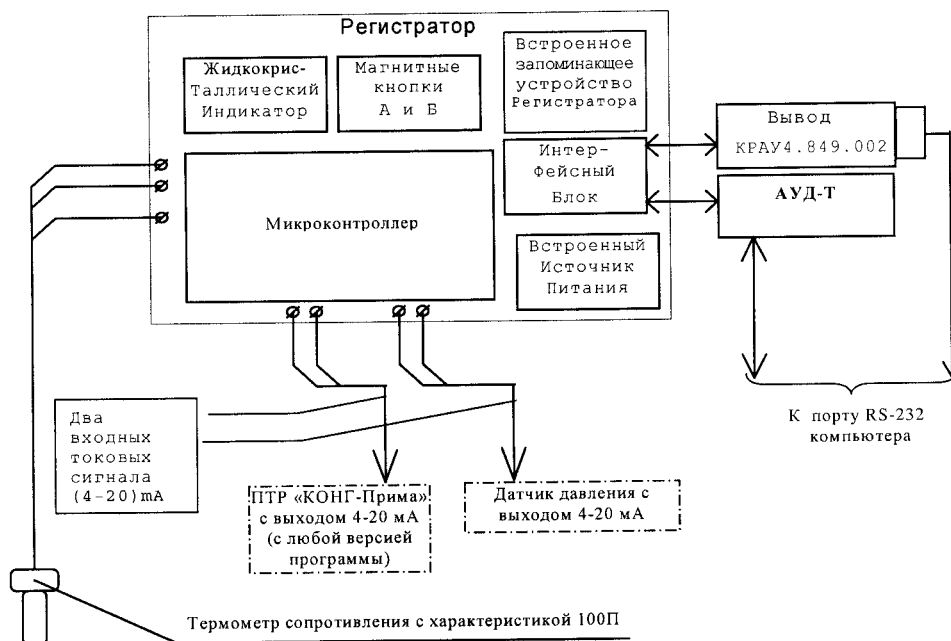 Регистратор
Жидкокрис-
Таллический
Индикатор
Магнитные
кнопки
А и Б
Встроенное
запоминающее
устройство
Регистратора
Интер-
Фейсный
Блок
Вывод
КРАУ4.849.002
АУД-Т
Микроконтроллер
Встроенный
Источник
Питания
К порту RS-232
компьютера
Два
входных
токовых
сигнала
(4-20)mA
ПТР «КОНГ-Прима»
с выходом 4-20 мА
(с любой версией
программы)
Датчик давления с
выходом 4-20 мА
Термометр сопротивления с характеристикой 100П